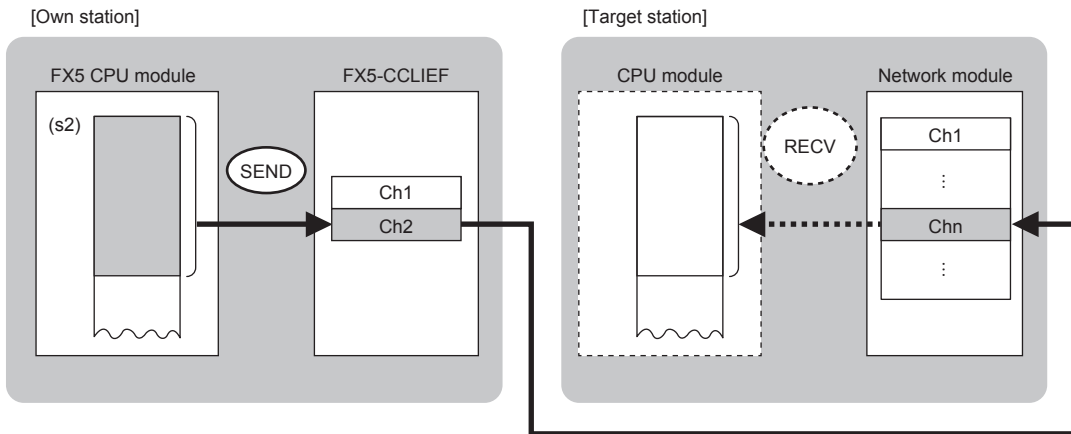 [Own station]
[Target station]
FX5 CPU module
FX5-CCLIEF
CPU module
Network module
(s2)
SEND
Ch1
Ch2
RECV
Ch1
⋮
Chn
⋮